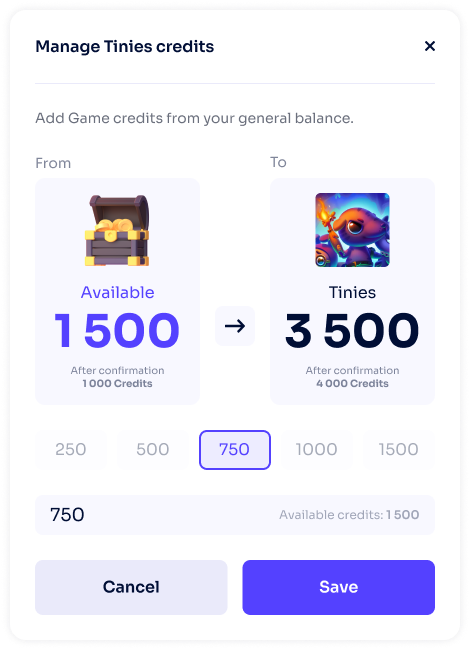 Manage Tinies credits
Add Game credits from your general balance.
From
To
Available
1 500
After confirmation
1 000 Credits
Tinies
3 500
After confirmation
4 000 Credits
250
500
750
1000
1500
750
Available credits: 1 500
Cancel
Save